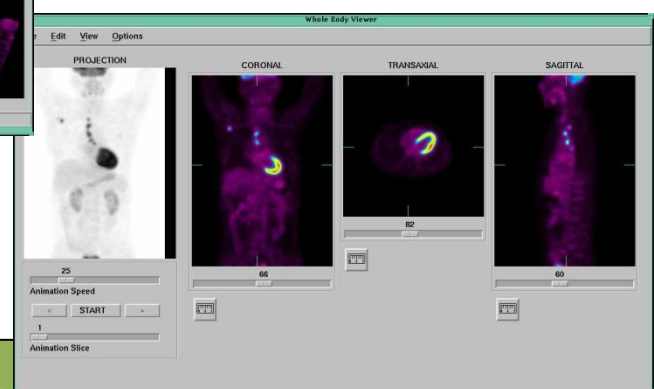 Whole Body Viewer
Edit View Options
PROJECTION
CORONAL
TRANSAXIAL
SAGITTAL
82
25
66
60
Animation Speed
< START >
1
Animation Slice